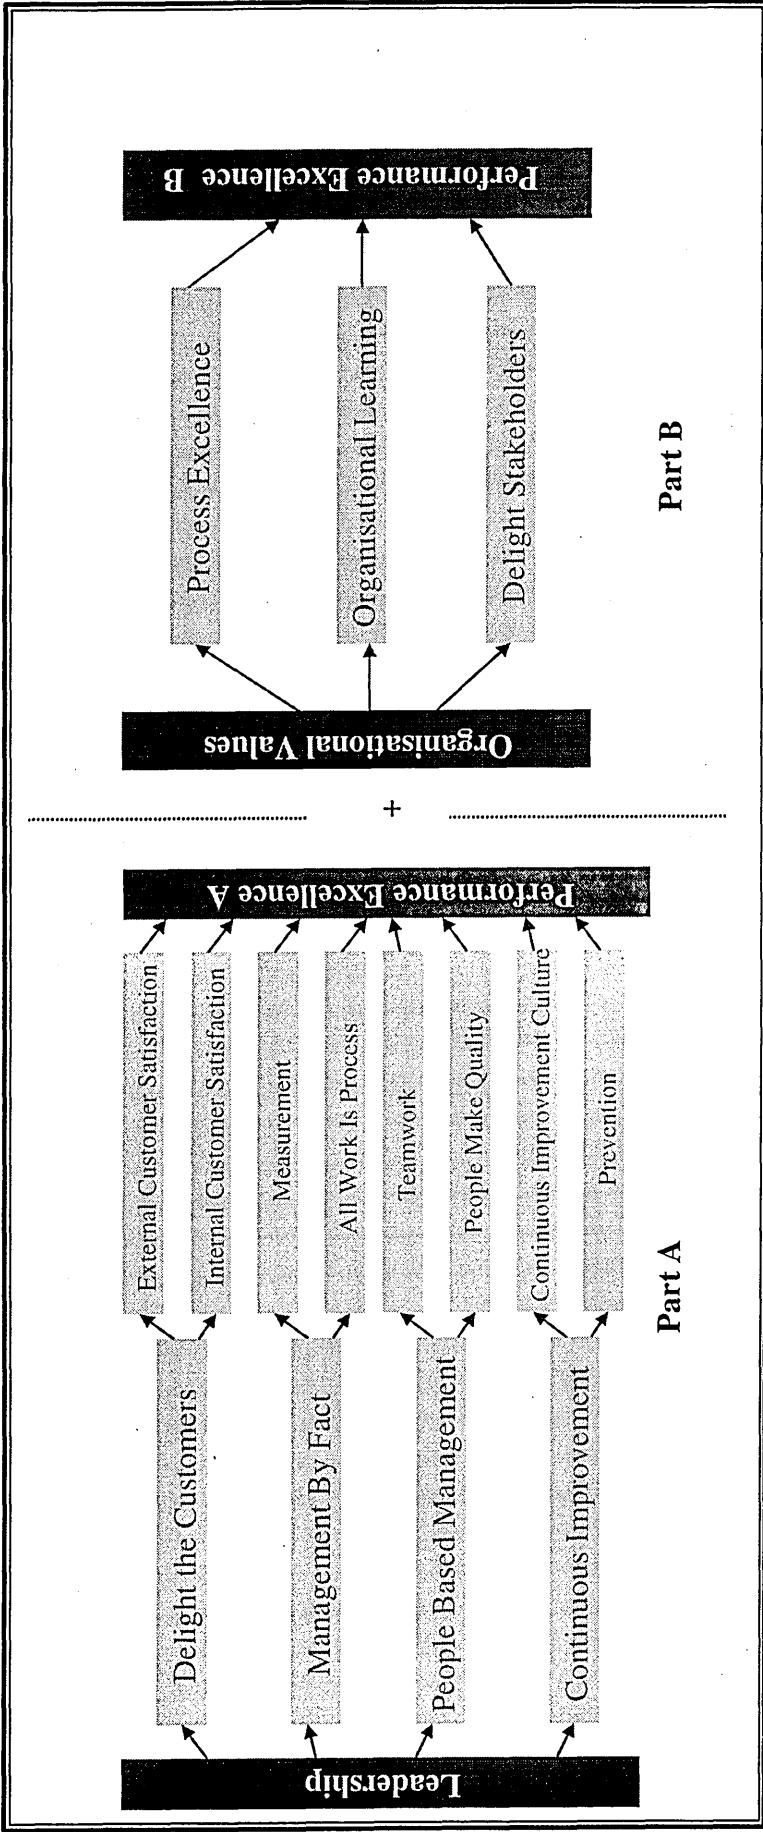 Leadership
Delight the Customers
Management By Fact
People Based Management
Continuous Improvement
External Customer Satisfaction
Internal Customer Satisfaction
Measurement
All Work Is Process
Teamwork
People Make Quality
Continuous Improvement Culture
Prevention
Performance Excellence A
Part A
+
Organisational Values
Process Excellence
Organisational Learning
Delight Stakeholders
Performance Excellence B
Part B